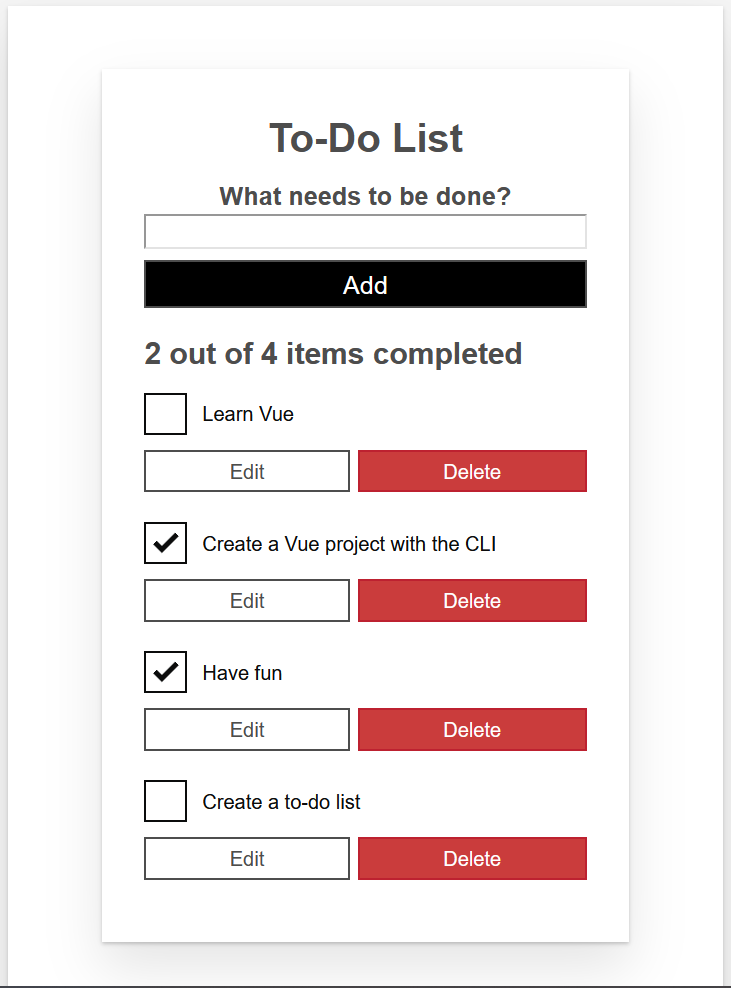 To-Do List
What needs to be done?
Add
2 out of 4 items completed
Learn Vue
Edit Delete
Create a Vue project with the CLI
Edit Delete
Have fun
Edit Delete
Create a to-do list
Edit Delete